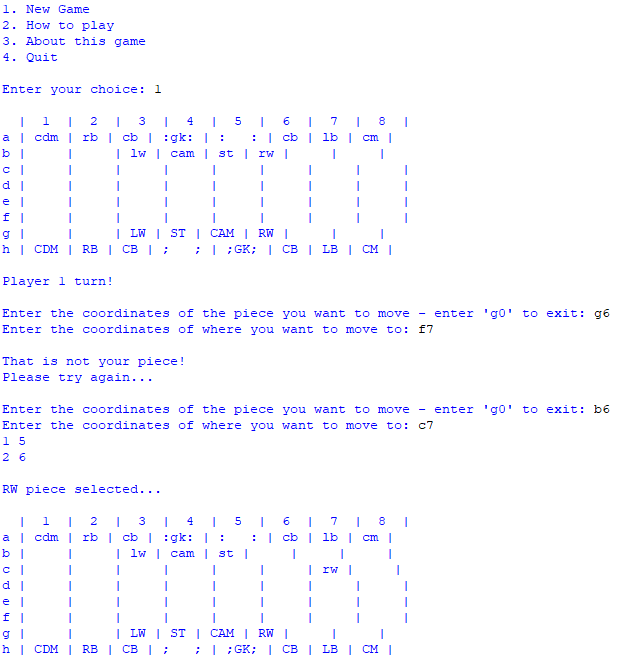 1. New Game
2. How to play
3. About this game
4. Quit
Enter your choice: 1
  |  1  |  2  |  3  |  4  |  5  |  6  |  7  |  8  |
a | cdm | rb | cb | :gk: | :   : | cb | lb | cm |
b |     |     | lw | cam | st | rw |     |     |
c |     |     |     |     |     |     |     |     |
d |     |     |     |     |     |     |     |     |
e |     |     |     |     |     |     |     |     |
f |     |     |     |     |     |     |     |     |
g |     |     | LW | ST | CAM | RW |     |     |
h | CDM | RB | CB | ;   ; | ;GK; | CB | LB | CM |
Player 1 turn!
Enter the coordinates of the piece you want to move - enter 'g0' to exit: g6
Enter the coordinates of where you want to move to: f7
That is not your piece!
Please try again...
Enter the coordinates of the piece you want to move - enter 'g0' to exit: b6
Enter the coordinates of where you want to move to: c7
1 5
2 6
RW piece selected...
  |  1  |  2  |  3  |  4  |  5  |  6  |  7  |  8  |
a | cdm | rb | cb | :gk: | :   : | cb | lb | cm |
b |     |     | lw | cam | st |     |     |     |
c |     |     |     |     |     |     | rw |     |
d |     |     |     |     |     |     |     |     |
e |     |     |     |     |     |     |     |     |
f |     |     |     |     |     |     |     |     |
g |     |     | LW | ST | CAM | RW |     |     |
h | CDM | RB | CB | ;   ; | ;GK; | CB | LB | CM |